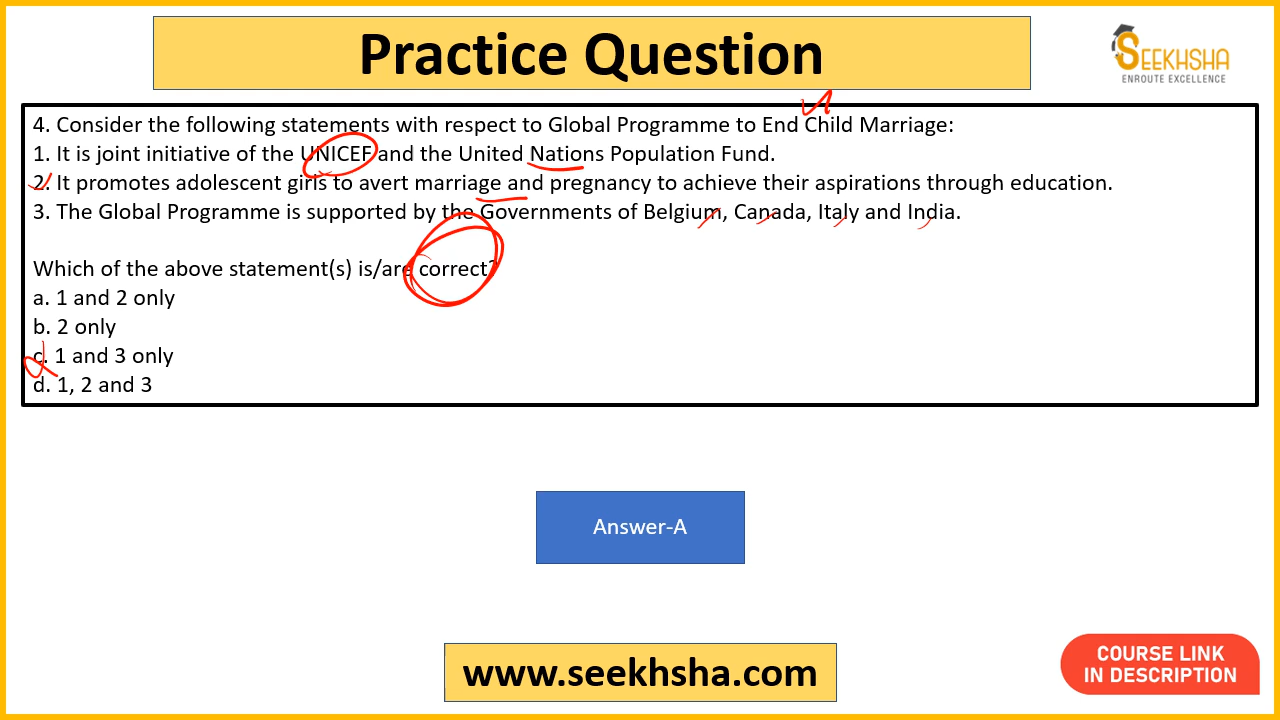 Practice Question
SEEKHSHA
ENROUTE EXCELLENCE
4. Consider the following statements with respect to Global Programme to End Child Marriage:
1. It is joint initiative of the UNICEF and the United Nations Population Fund.
2. It promotes adolescent girls to avert marriage and pregnancy to achieve their aspirations through education.
3. The Global Programme is supported by the Governments of Belgium, Canada, Italy and India.
Which of the above statement(s) is/are correct?
a. 1 and 2 only
b. 2 only
c. 1 and 3 only
d. 1, 2 and 3
Answer-A
www.seekhsha.com
COURSE LINK
IN DESCRIPTION